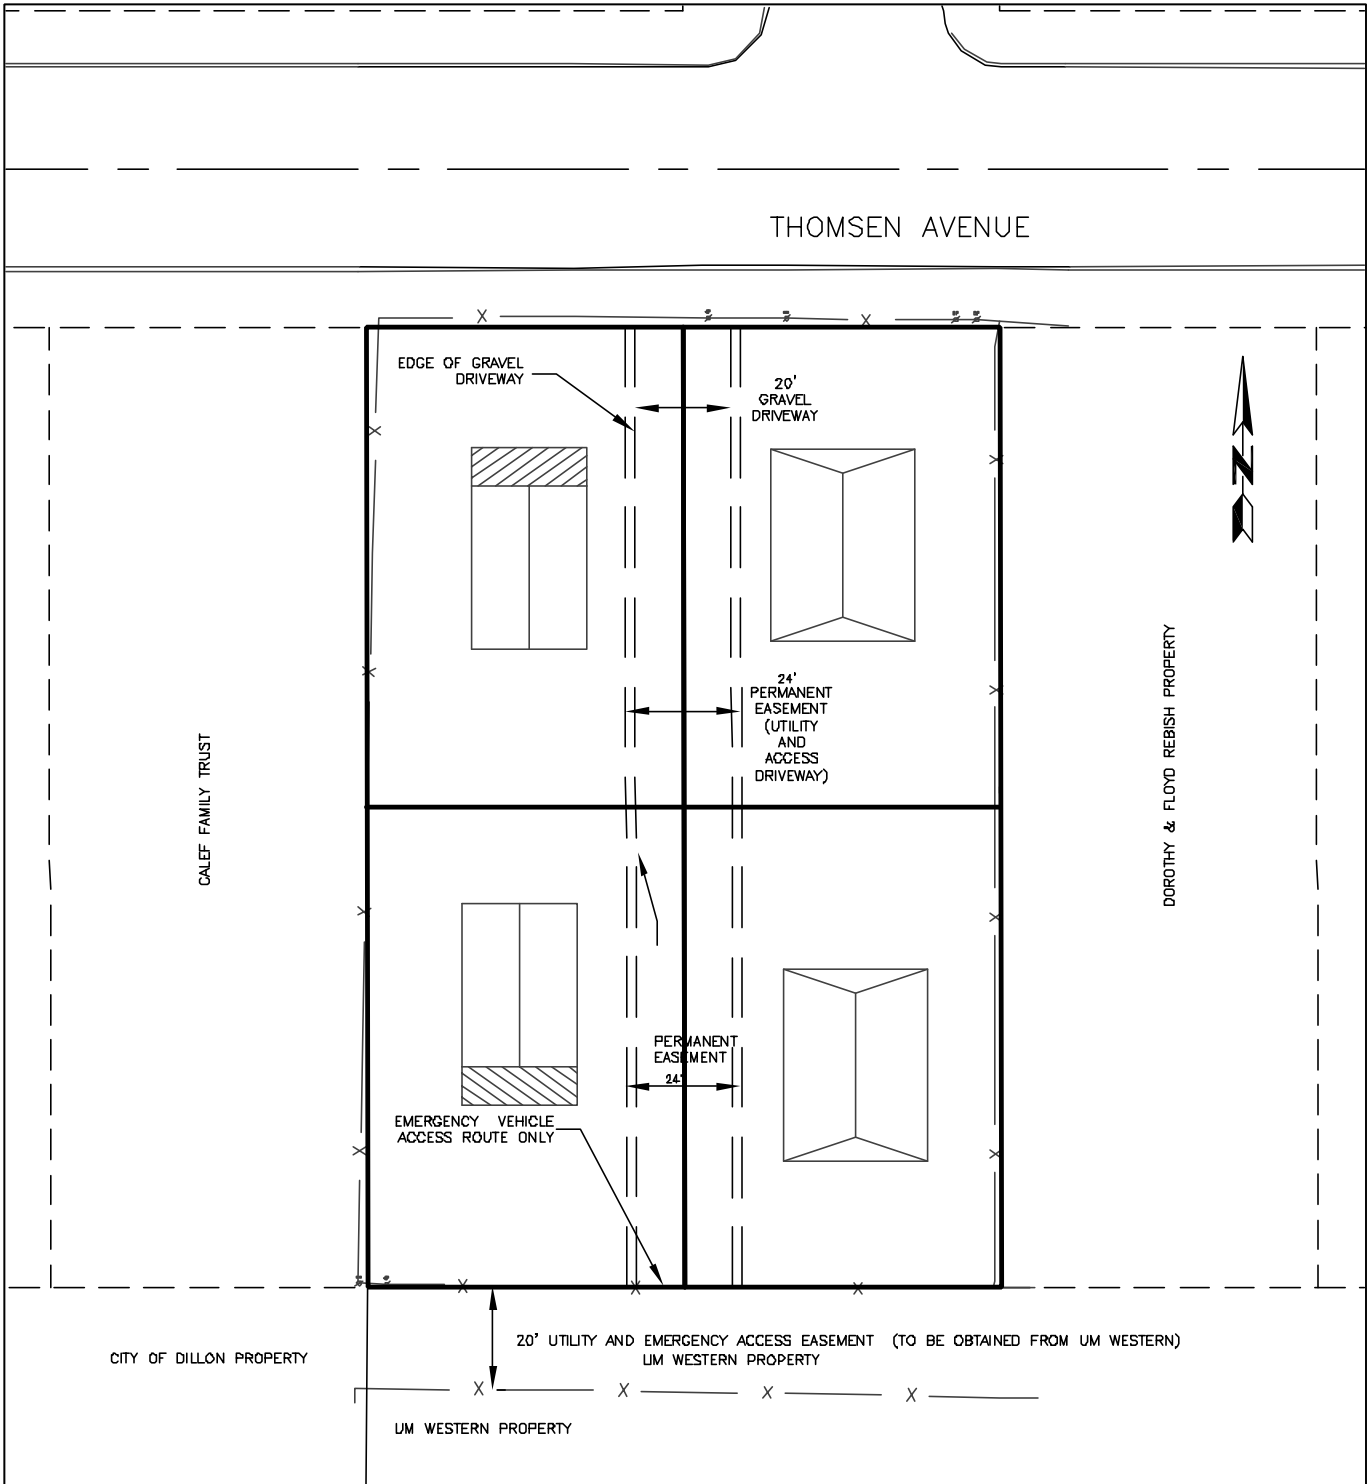 THOMSEN AVENUE
EDGE OF GRAVEL
DRIVEWAY
20'
GRAVEL
DRIVEWAY
N
24'
PERMANENT
EASEMENT
(UTILITY
AND
ACCESS
DRIVEWAY)
CALEF FAMILY TRUST
DOROTHY & FLOYD REBISH PROPERTY
PERMANENT
EASEMENT
24'
EMERGENCY VEHICLE
ACCESS ROUTE ONLY
20' UTILITY AND EMERGENCY ACCESS EASEMENT (TO BE OBTAINED FROM UM WESTERN)
UM WESTERN PROPERTY
CITY OF DILLON PROPERTY
UM WESTERN PROPERTY